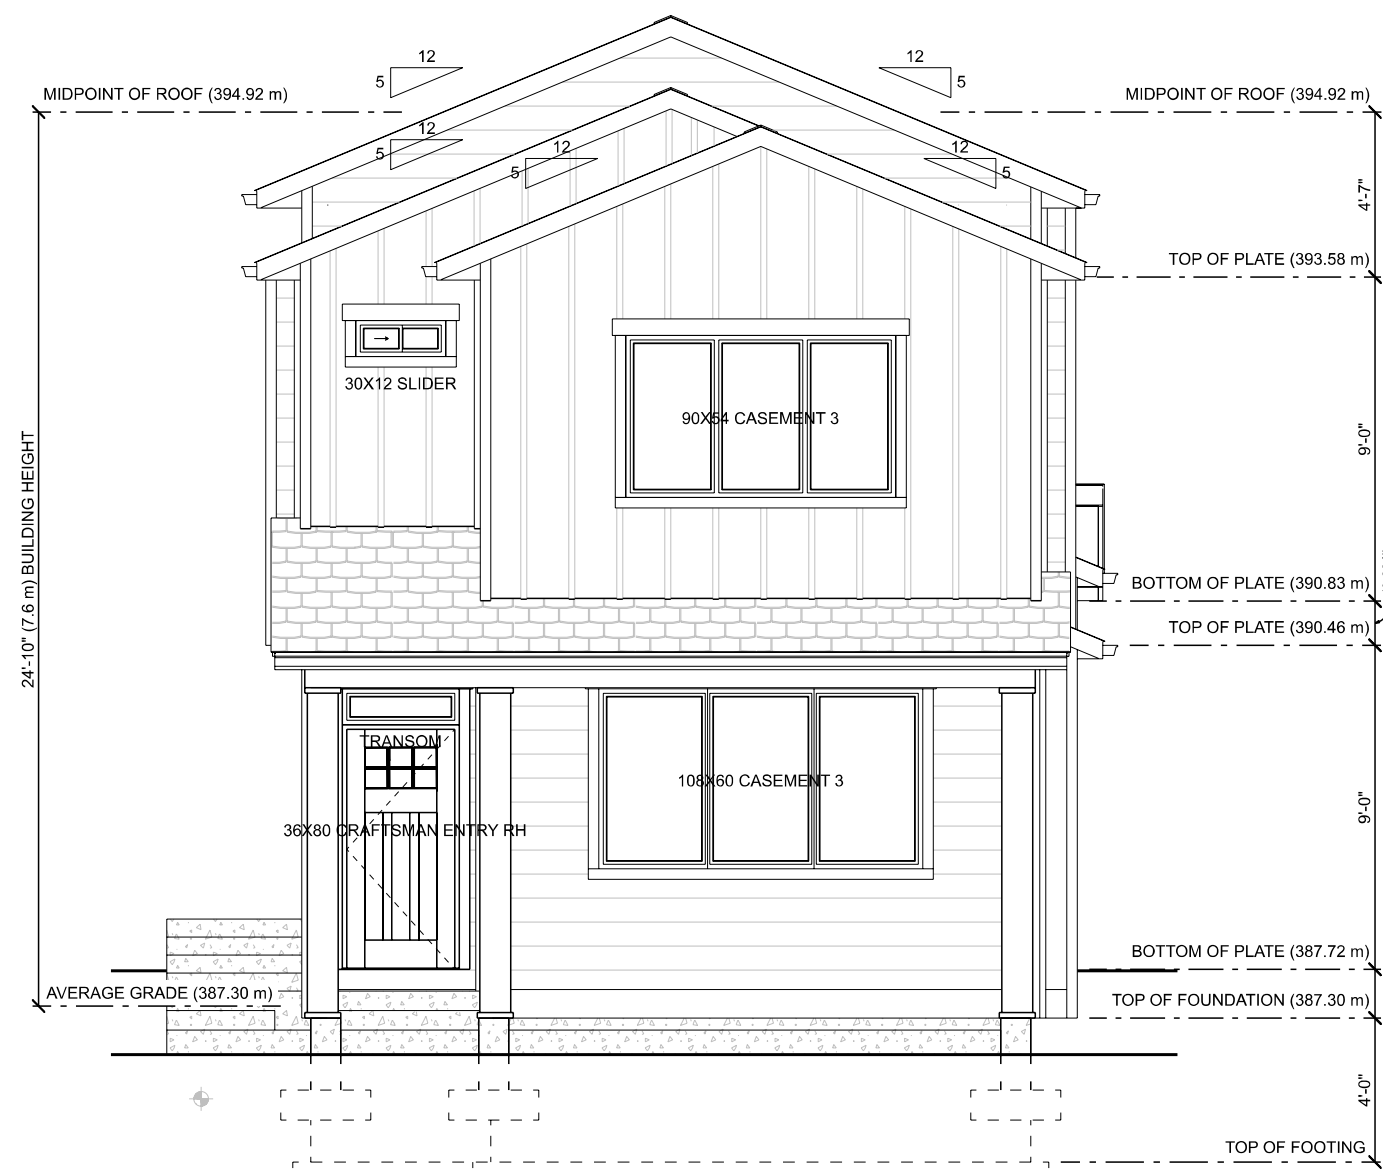 12
12
5
5
MIDPOINT OF ROOF (394.92 m)
MIDPOINT OF ROOF (394.92 m)
12
5
12
5
12
5
4'-7"
TOP OF PLATE (393.58 m)
30X12 SLIDER
90X54 CASEMENT 3
9'-0"
24'-10" (7.6 m) BUILDING HEIGHT
BOTTOM OF PLATE (390.83 m)
TOP OF PLATE (390.46 m)
TRANSOM
108X60 CASEMENT 3
36X80 CRAFTSMAN ENTRY RH
9'-0"
BOTTOM OF PLATE (387.72 m)
AVERAGE GRADE (387.30 m)
TOP OF FOUNDATION (387.30 m)
4'-0"
TOP OF FOOTING